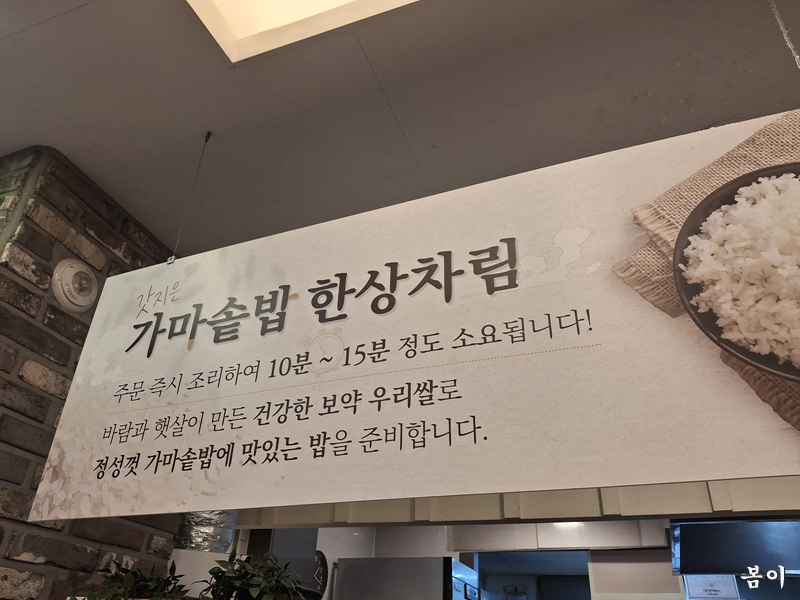 갓지은
가마솥밥 한상차림
주문 즉시 조리하여 10분 ~ 15분 정도 소요됩니다!
바람과 햇살이 만든 건강한 보약 우리쌀로
정성껏 가마솥밥에 맛있는 밥을 준비합니다.
봄이